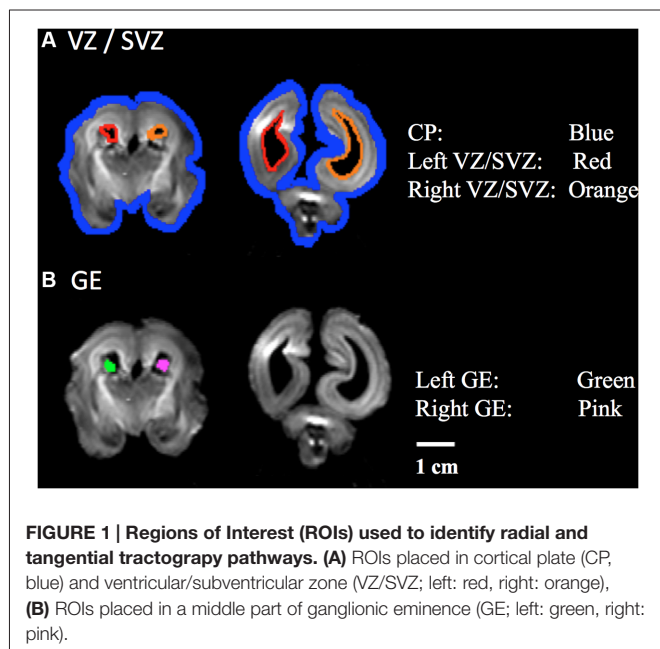 A VZ / SVZ
CP: Blue
Left VZ/SVZ: Red
Right VZ/SVZ: Orange
B GE
Left GE: Green
Right GE: Pink
1 cm
FIGURE 1 | Regions of Interest (ROIs) used to identify radial and
tangential tractograpy pathways. (A) ROIs placed in cortical plate (CP,
blue) and ventricular/subventricular zone (VZ/SVZ; left: red, right: orange),
(B) ROIs placed in a middle part of ganglionic eminence (GE; left: green, right:
pink).